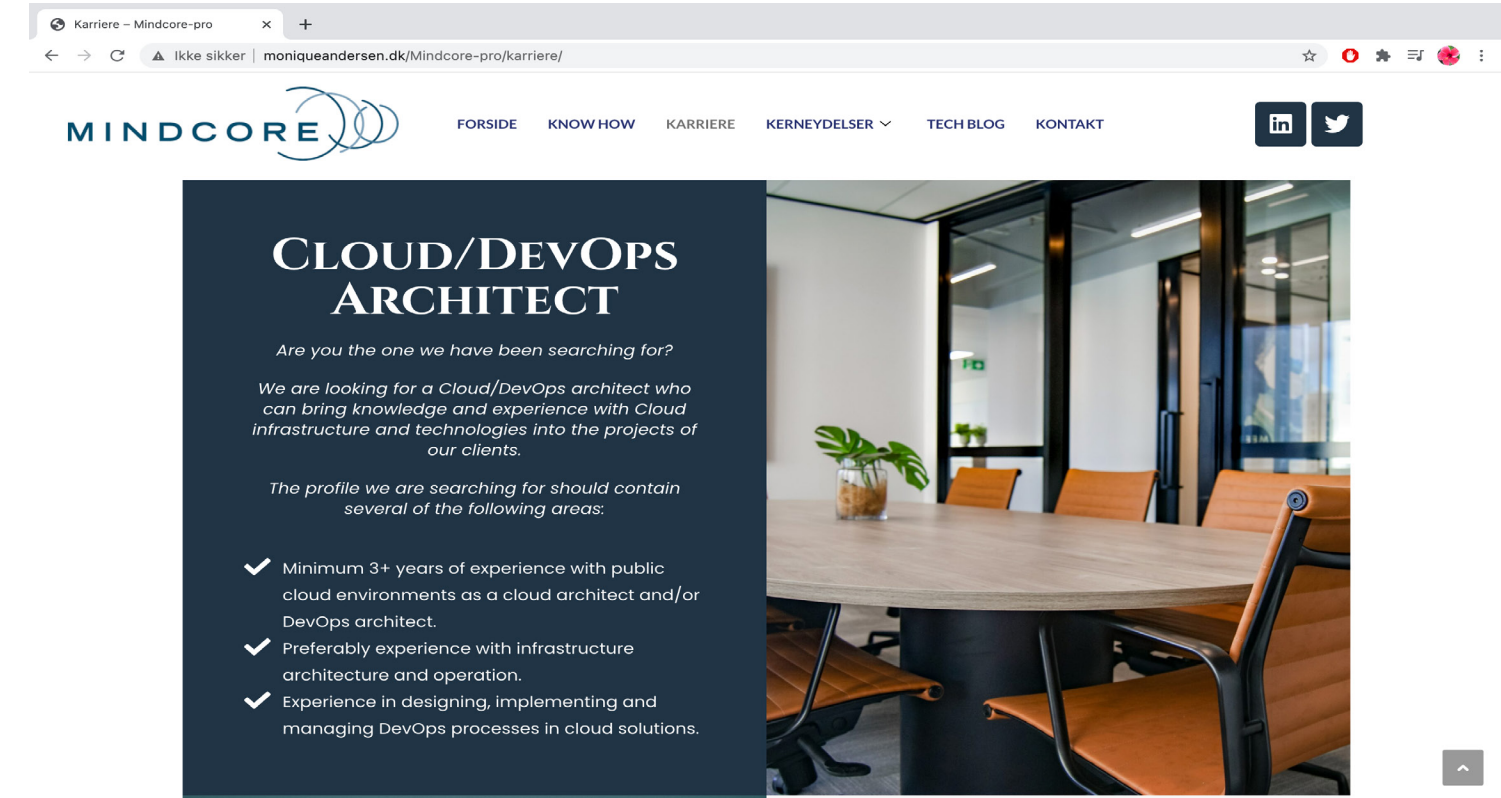 Karriere – Mindcore-pro
Ikke sikker | moniqueandersen.dk/Mindcore-pro/karriere/
MINDCORE
FORSIDE KNOW HOW KARRIERE KERNEYDELSER TECH BLOG KONTAKT
in
CLOUD/DEVOPS
ARCHITECT
Are you the one we have been searching for?
We are looking for a Cloud/DevOps architect who
can bring knowledge and experience with Cloud
infrastructure and technologies into the projects of
our clients.
The profile we are searching for should contain
several of the following areas:
Minimum 3+ years of experience with public
cloud environments as a cloud architect and/or
DevOps architect.
Preferably experience with infrastructure
architecture and operation.
Experience in designing, implementing and
managing DevOps processes in cloud solutions.